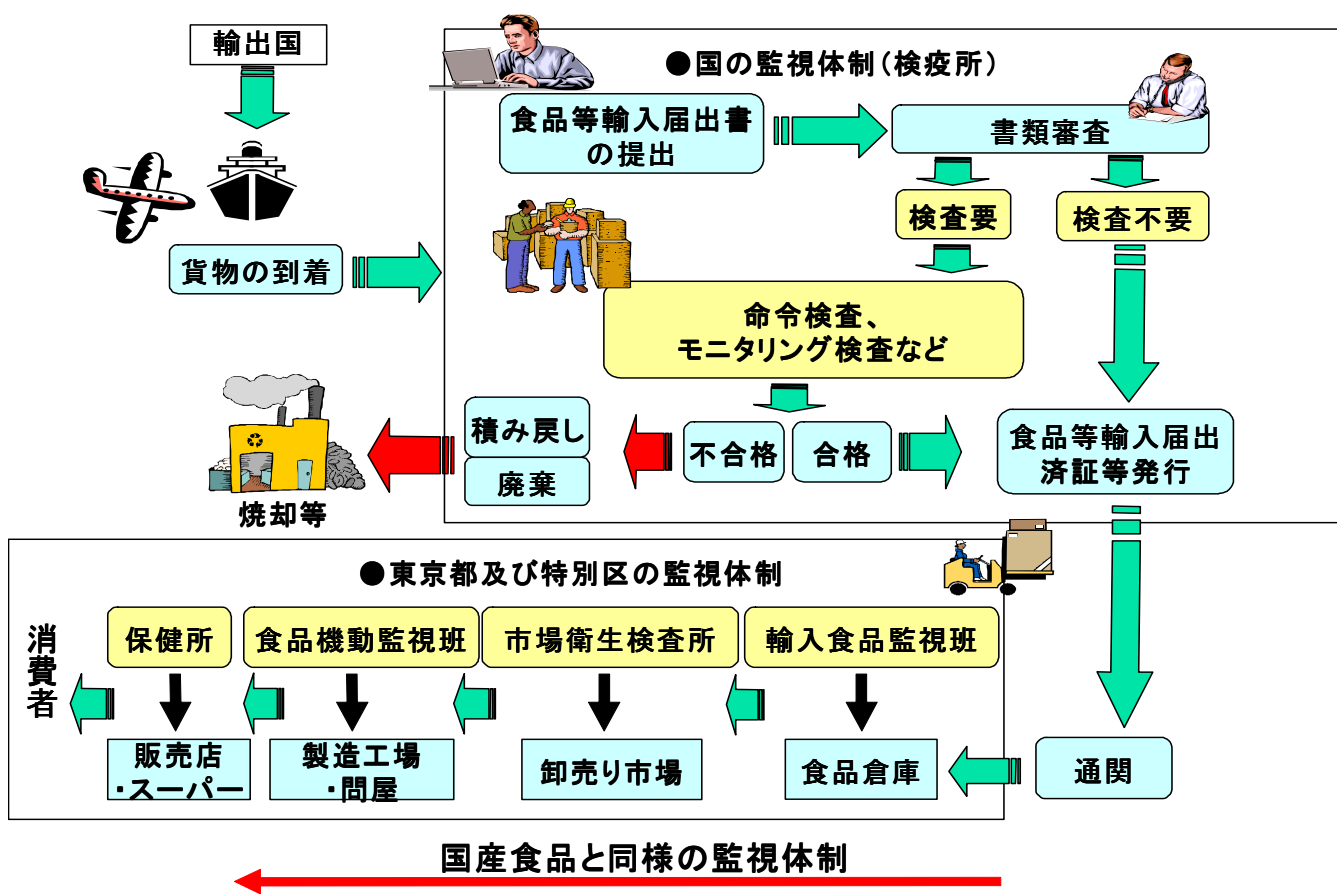 輸出国
●国の監視体制（検疫所）
食品等輸入届出書
の提出
書類審査
検査要
検査不要
貨物の到着
命令検査、
モニタリング検査など
積み戻し
廃棄
不合格
合格
食品等輸入届出
済証等発行
焼却等
●東京都及び特別区の監視体制
消費者
保健所
食品機動監視班
市場衛生検査所
輸入食品監視班
販売店
・スーパー
製造工場
・問屋
卸売り市場
食品倉庫
通関
国産食品と同様の監視体制